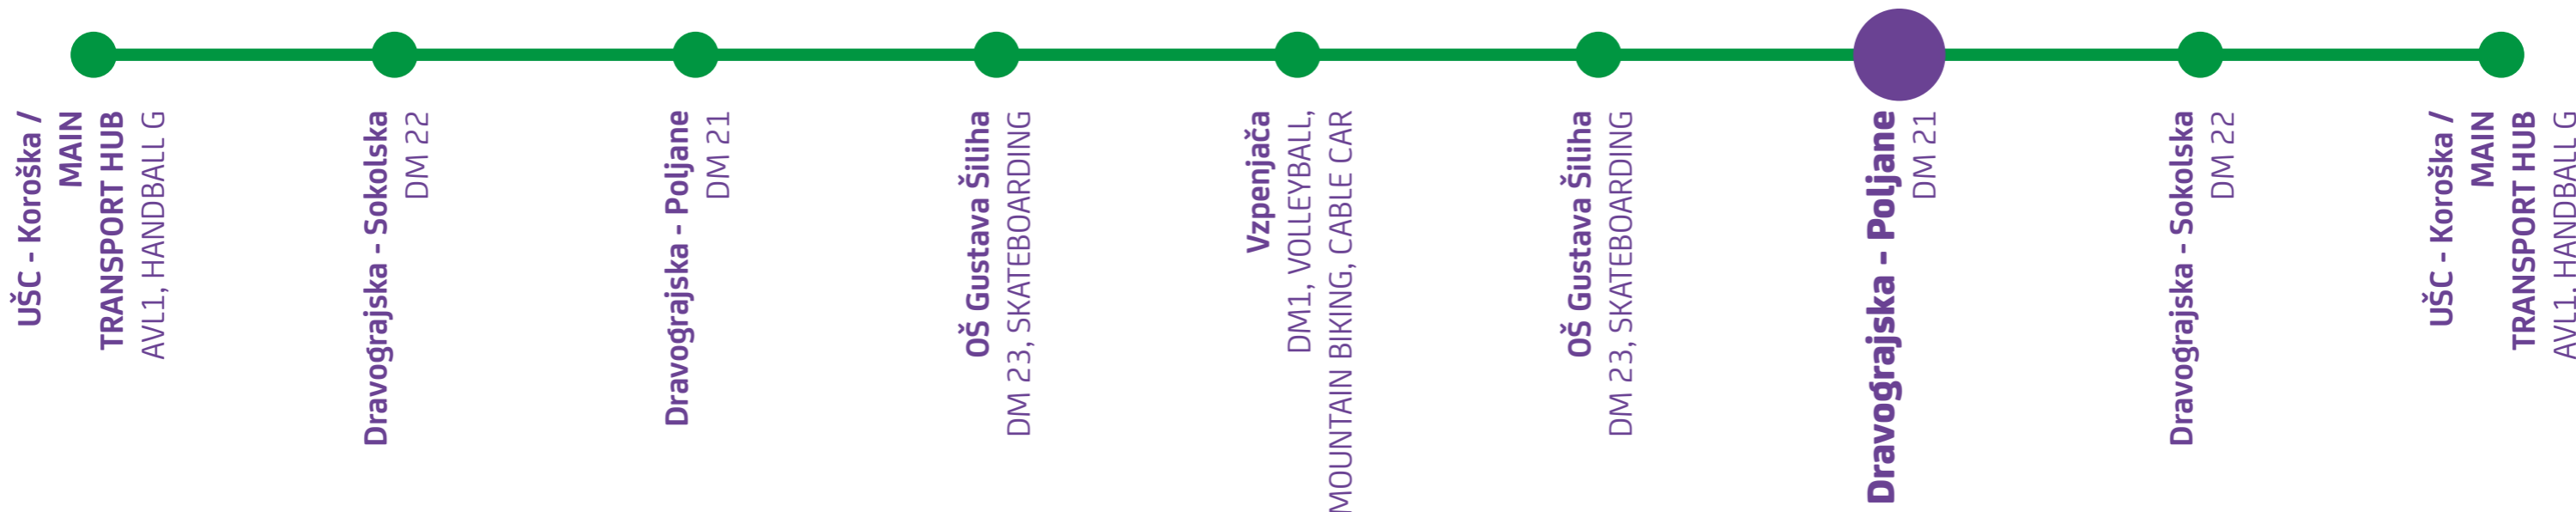 UŠC - Koroška /
MAIN
TRANSPORT HUB
AVL1, HANDBALL G
Dravograjska - Sokolska
DM 22
Dravograjska - Poljane
DM 21
OŠ Gustava Šiliha
DM 23, SKATEBOARDING
Vzpenjača
DM1, VOLLEYBALL,
MOUNTAIN BIKING, CABLE CAR
OŠ Gustava Šiliha
DM 23, SKATEBOARDING
Dravograjska - Poljane
DM 21
Dravograjska - Sokolska
DM 22
UŠC - Koroška /
MAIN
TRANSPORT HUB
AVL1, HANDBALL G